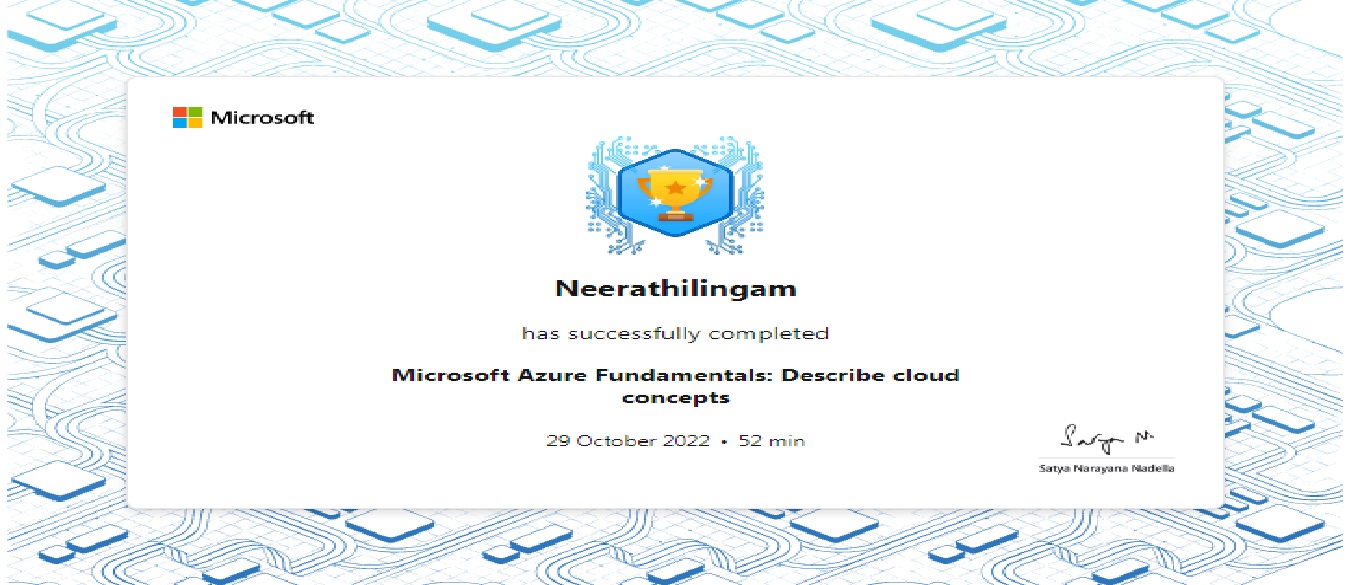 Microsoft
Neerathilingam
has successfully completed
Microsoft Azure Fundamentals: Describe cloud
concepts
29 October 2022 • 52 min
Satya N.
Satya Narayana Nadella